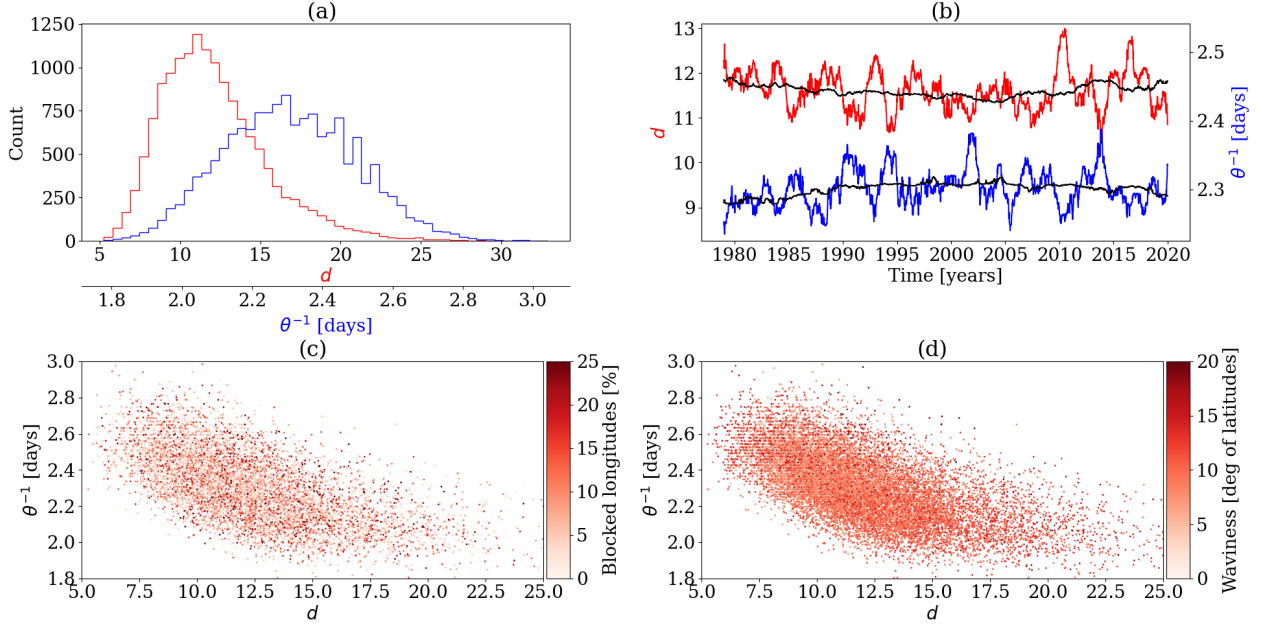 (a)
1250
1000
750
500
250
0
Count
5 10 15 20 25 30
d
1.8 2.0 2.2 2.4 2.6 2.8 3.0
θ⁻¹ [days]
(b)
13
12
11
10
9
d
2.5
2.4
2.3
θ⁻¹ [days]
1980 1985 1990 1995 2000 2005 2010 2015 2020
Time [years]
(c)
3.0
2.8
2.6
2.4
2.2
2.0
1.8
θ⁻¹ [days]
5.0 7.5 10.0 12.5 15.0 17.5 20.0 22.5 25.0
d
25
20
15
10
5
0
Blocked longitudes [%]
(d)
3.0
2.8
2.6
2.4
2.2
2.0
1.8
θ⁻¹ [days]
5.0 7.5 10.0 12.5 15.0 17.5 20.0 22.5 25.0
d
20
15
10
5
0
Waviness [deg of latitudes]